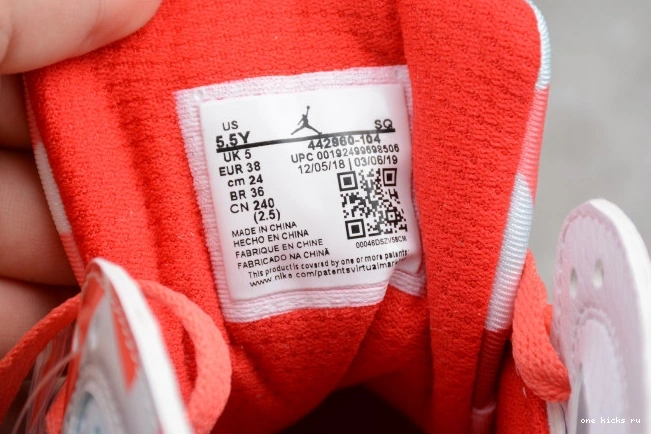 US SQ
5.5Y 442960-104
UK 5 UPC 00192499698506
EUR 38 12/05/18 | 03/06/19
cm 24
BR 36
CN 240
(2.5)
00046DSZV58CM
MADE IN CHINA
HECHO EN CHINA
FABRIQUE EN CHINE
FABRICADO NA CHINA
This product is covered by one or more patents
www.nike.com/patentsvirtualmar
one kicks ru